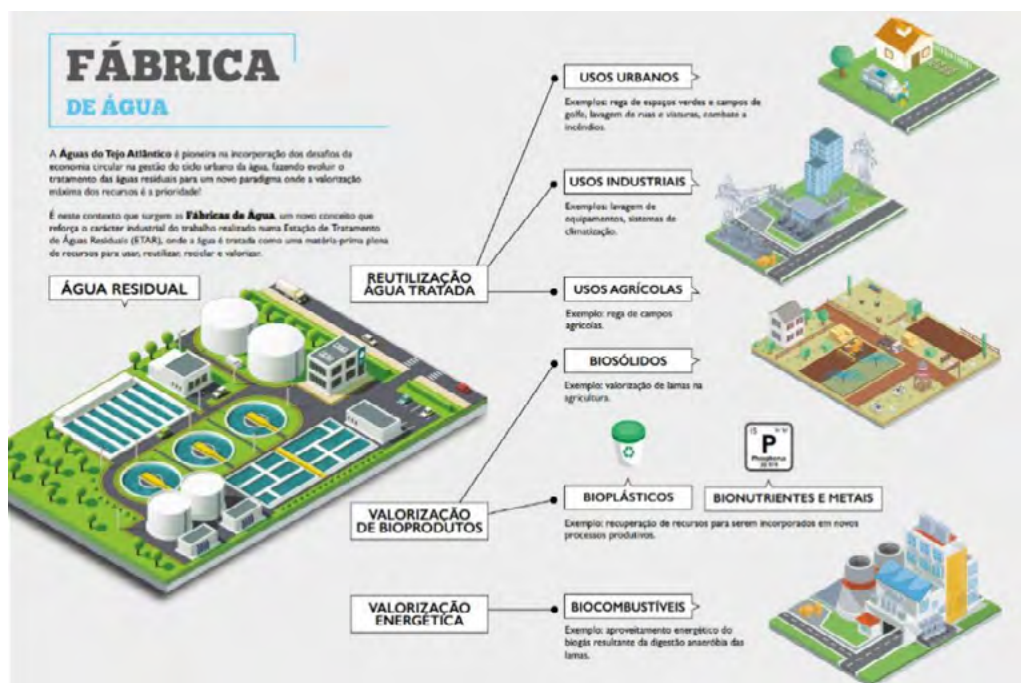 FÁBRICA
DE ÁGUA
A Águas do Tejo Atlântico é pioneira na incorporação dos desafios da
economia circular na gestão do ciclo urbano da água, fazendo evoluir o
tratamento das águas residuais para um novo paradigma onde a valorização
máxima dos recursos é a prioridade!
É neste contexto que surgem as Fábricas de Água, um novo conceito que
reforça o carácter industrial do trabalho realizado numa Estação de Tratamento
de Águas Residuais (ETAR), onde a água é tratada como uma matéria-prima plena
de recursos para usar, reutilizar, reciclar e valorizar.
ÁGUA RESIDUAL
REUTILIZAÇÃO
ÁGUA TRATADA
USOS URBANOS
Exemplos: rega de espaços verdes e campos de
golfe, lavagem de ruas e viaturas, combate a
incêndios.
USOS INDUSTRIAIS
Exemplos: lavagem de
equipamentos, sistemas de
climatização.
USOS AGRÍCOLAS
Exemplo: rega de campos
agrícolas.
VALORIZAÇÃO
DE BIOPRODUTOS
BIOSÓLIDOS
Exemplo: valorização de lamas na
agricultura.
15
P
Phosphorus
BIOPLÁSTICOS
BIONUTRIENTES E METAIS
Exemplo: recuperação de recursos para serem incorporados em novos
processos produtivos.
VALORIZAÇÃO
ENERGÉTICA
BIOCOMBUSTÍVEIS
Exemplo: aproveitamento energético do
biogás resultante da digestão anaeróbia das
lamas.